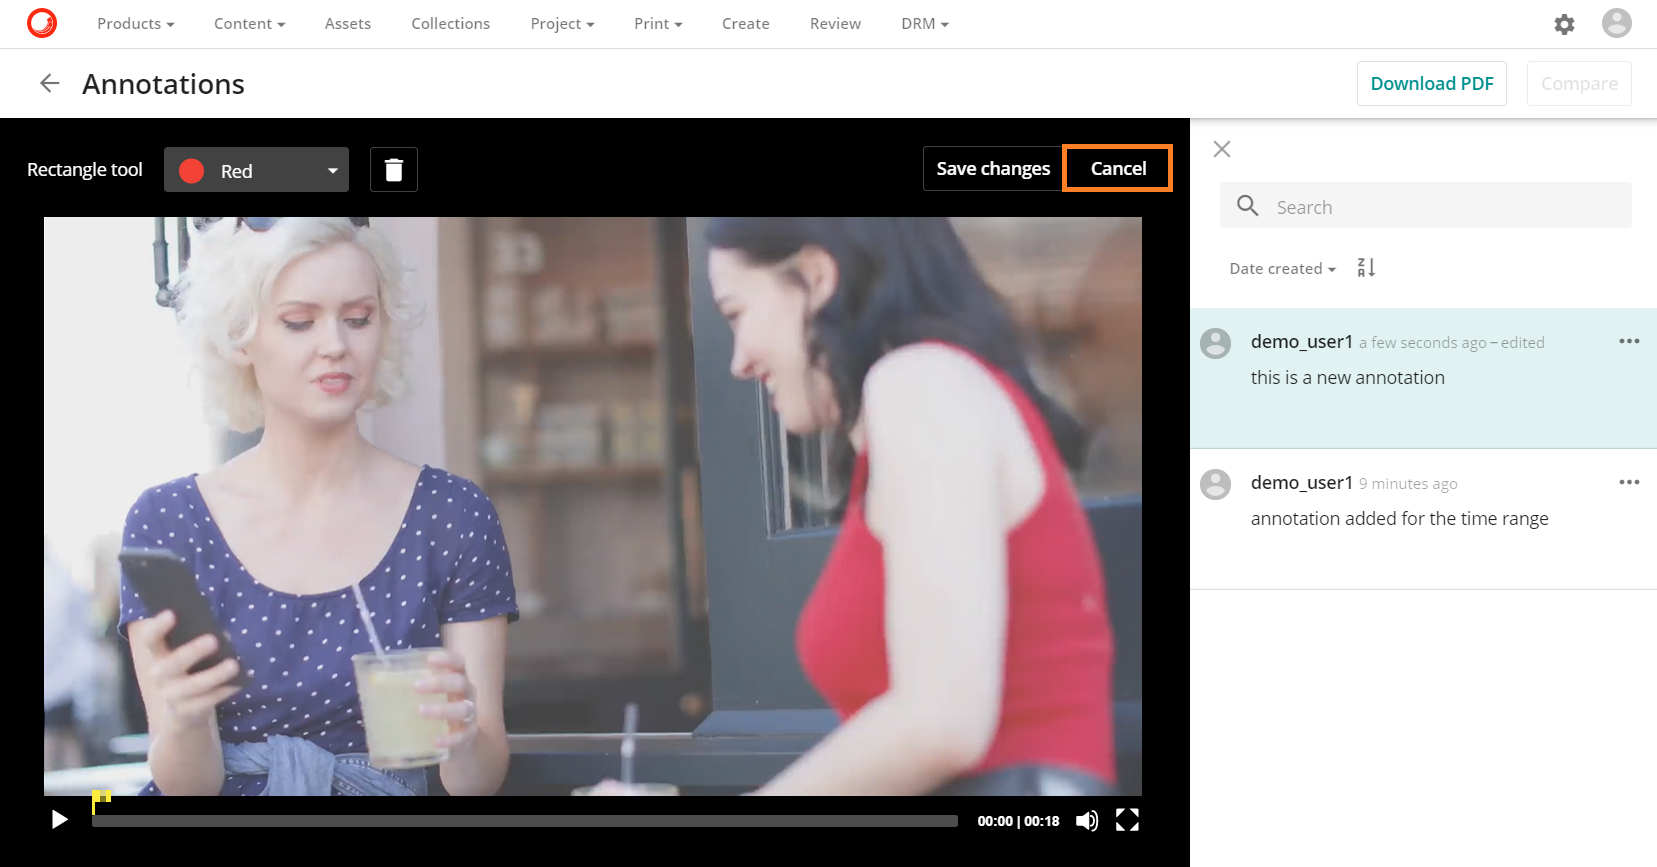 Products Content Assets Collections Project Print Create Review DRM
Annotations
Download PDF Compare
Rectangle tool Red Save changes Cancel
Search
Date created
demo_user1 a few seconds ago – edited
this is a new annotation
demo_user1 9 minutes ago
annotation added for the time range
33
00:00 | 00:18